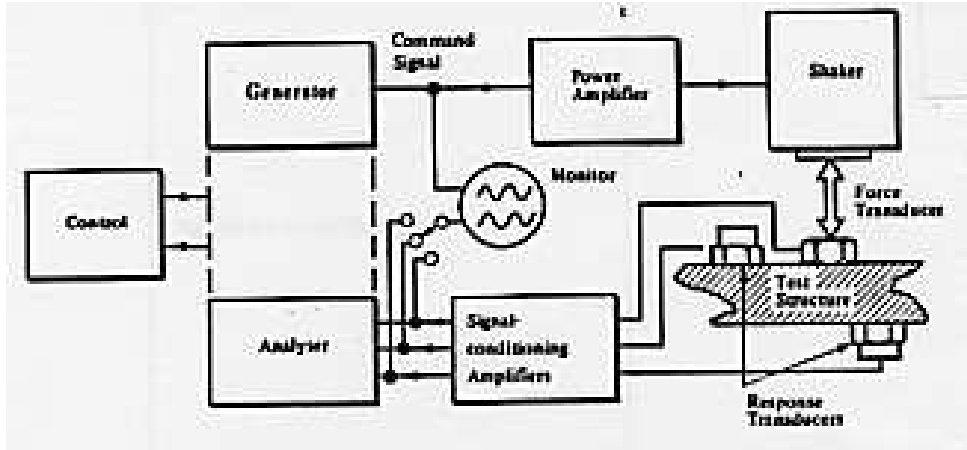 Command
Signal
Generator
Power
Amplifier
Shaker
Monitor
Force
Transducer
Control
Test
Structure
Analyser
Signal-
conditioning
Amplifiers
Response
Transducers